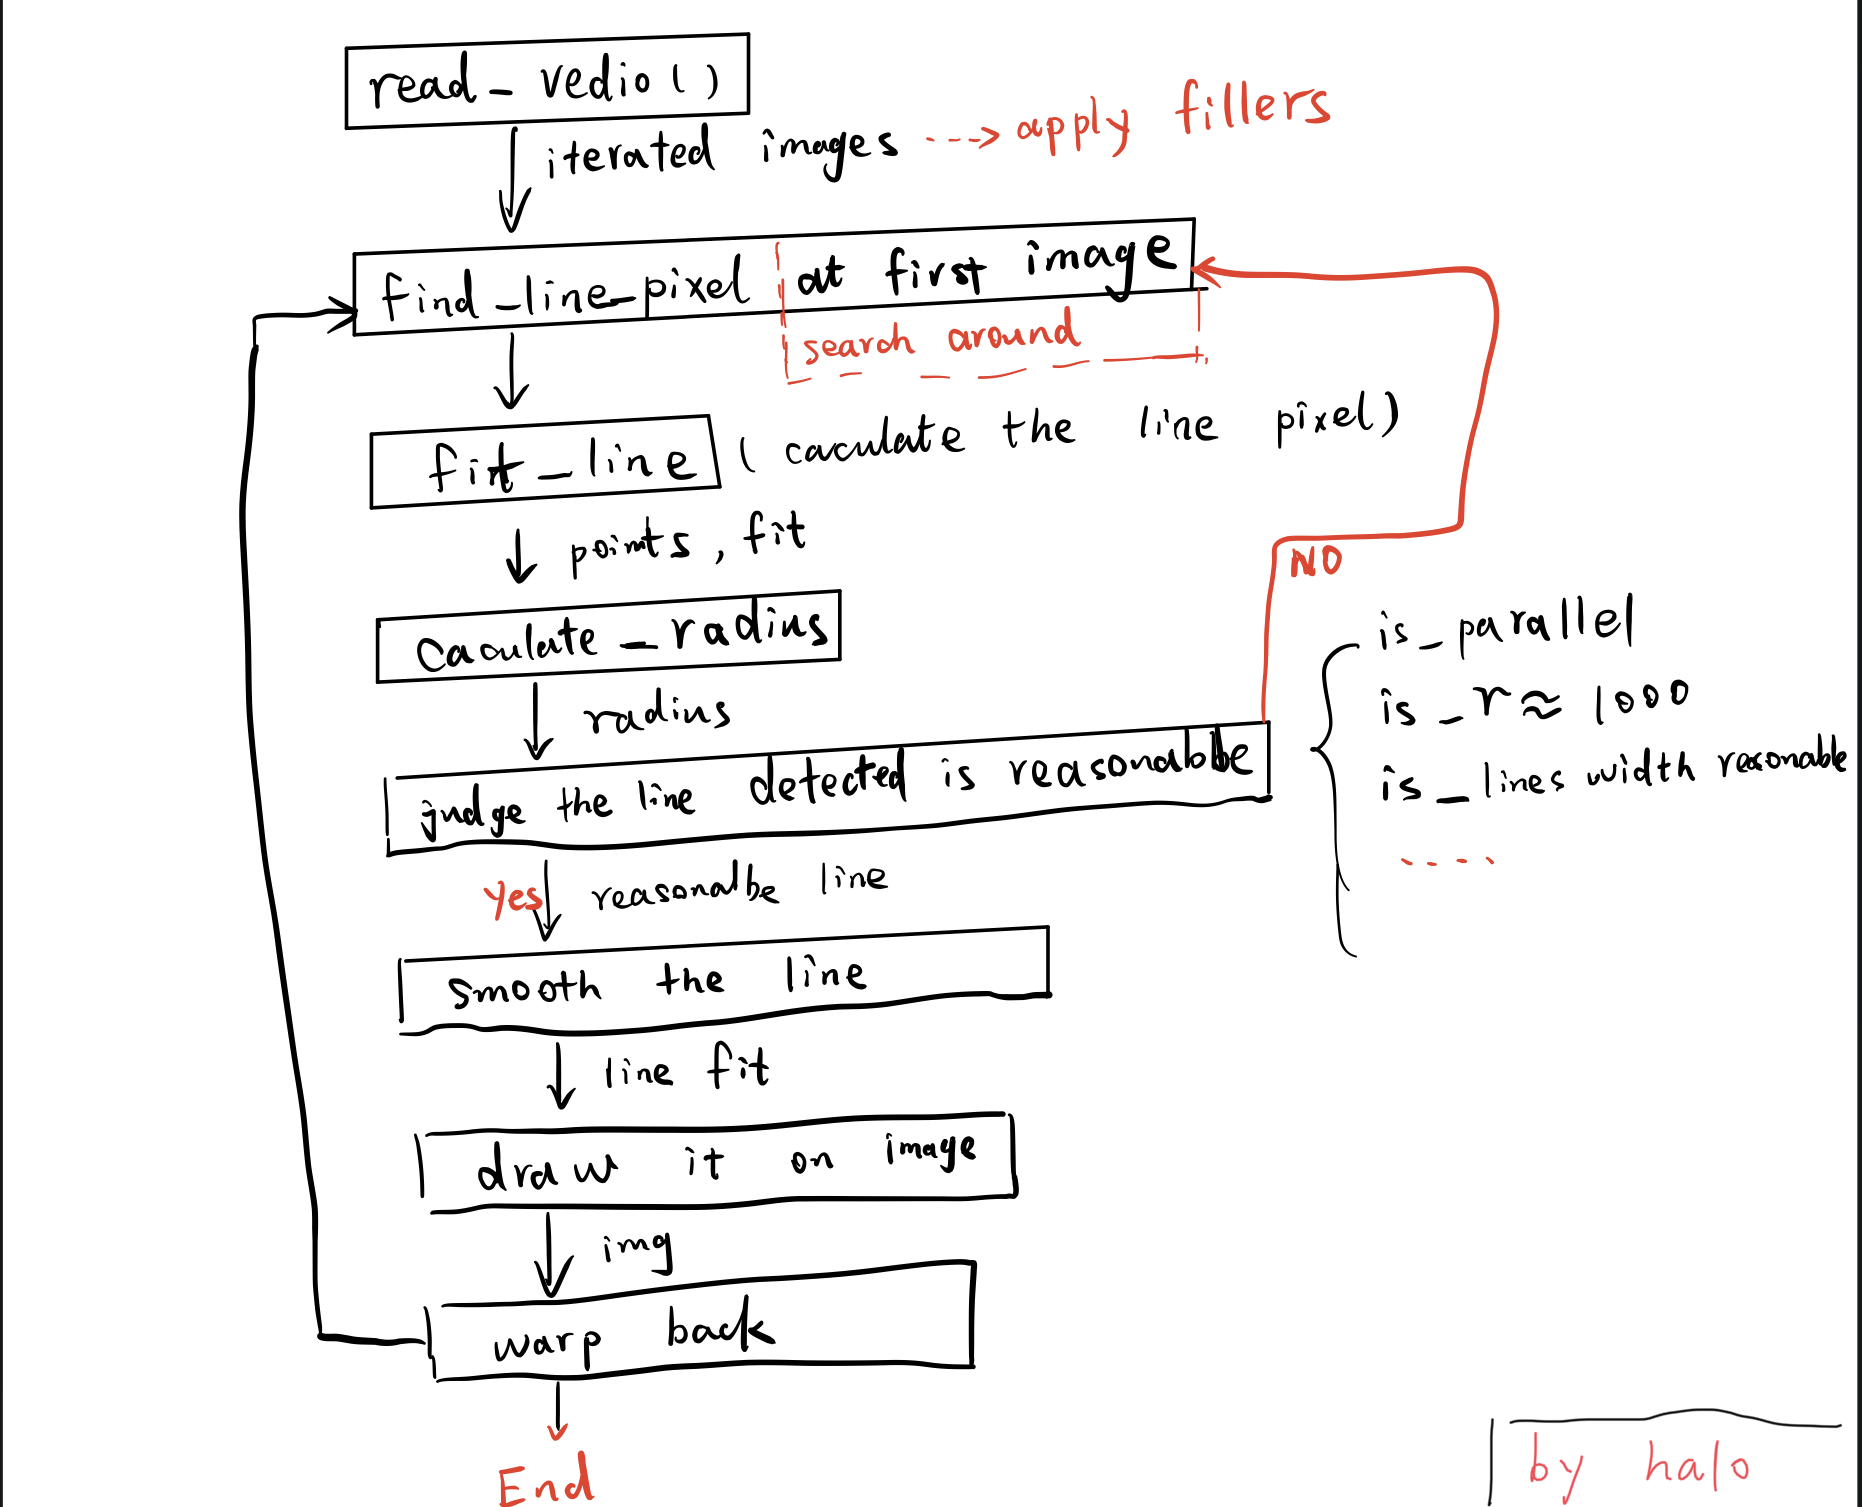 read_vedio()
iterated images ---> apply fillers
find_line_pixel at first image
search around
fit_line (caculate the line pixel)
points, fit
NO
caculate_radius
is_parallel
radius
is_r≈1000
judge the line detected is reasonabbe
is_lines width resonable
....
Yes reasonalbe line
smooth the line
line fit
draw it on image
img
warp back
End
by halo